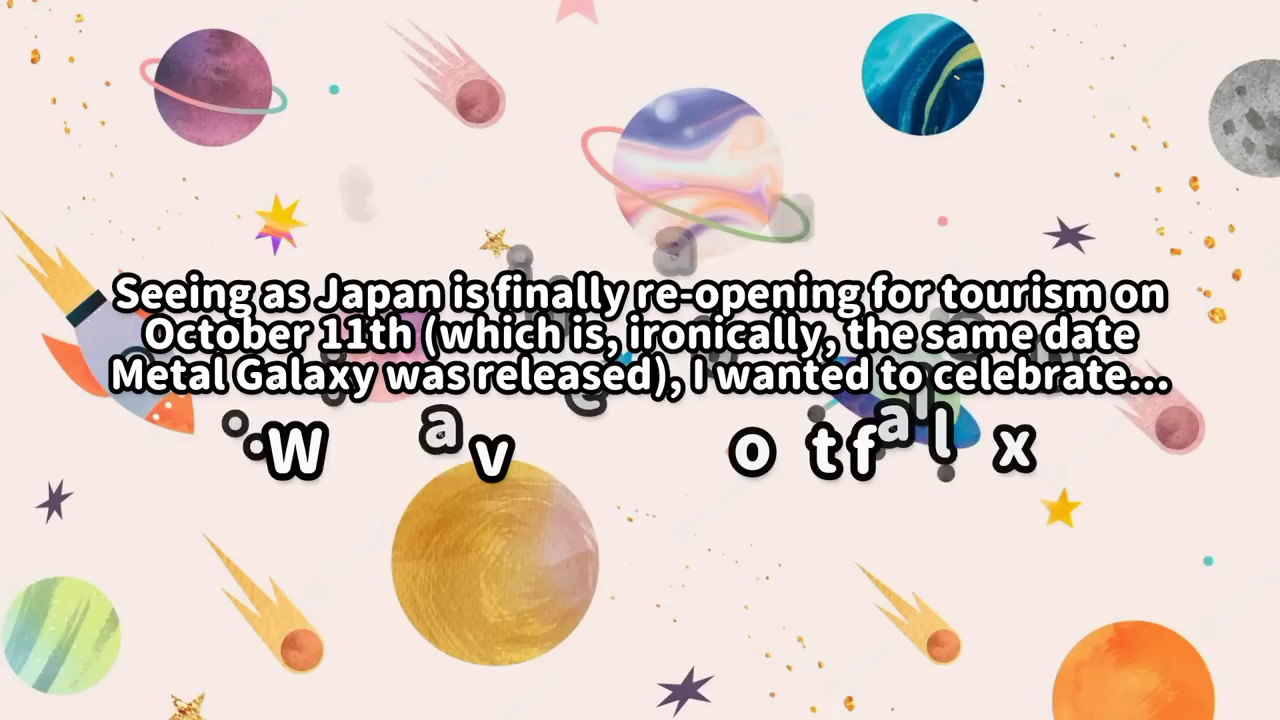 Seeing as Japan is finally re-opening for tourism on
October 11th (which is, ironically, the same date
Metal Galaxy was released), I wanted to celebrate...